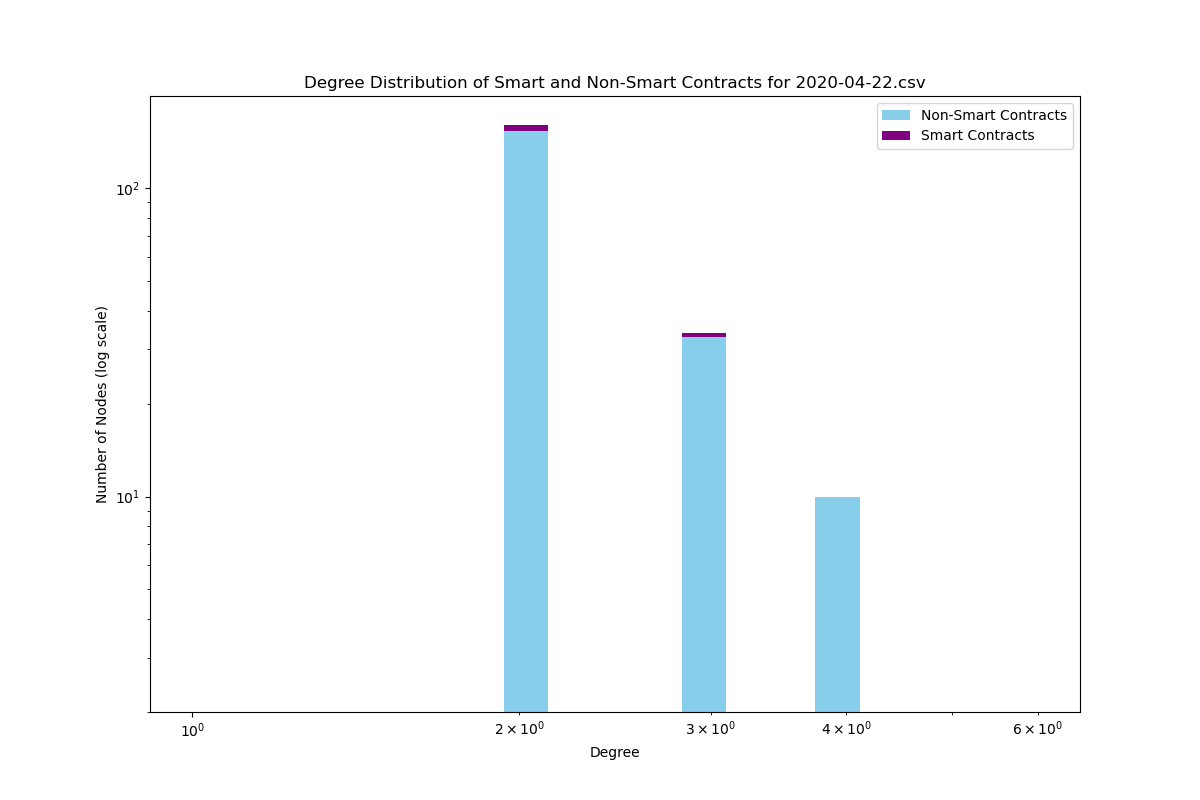 Degree Distribution of Smart and Non-Smart Contracts for 2020-04-22.csv
Non-Smart Contracts
Smart Contracts
Number of Nodes (log scale)
10²
10¹
10⁰
2 × 10⁰
3 × 10⁰
4 × 10⁰
6 × 10⁰
Degree